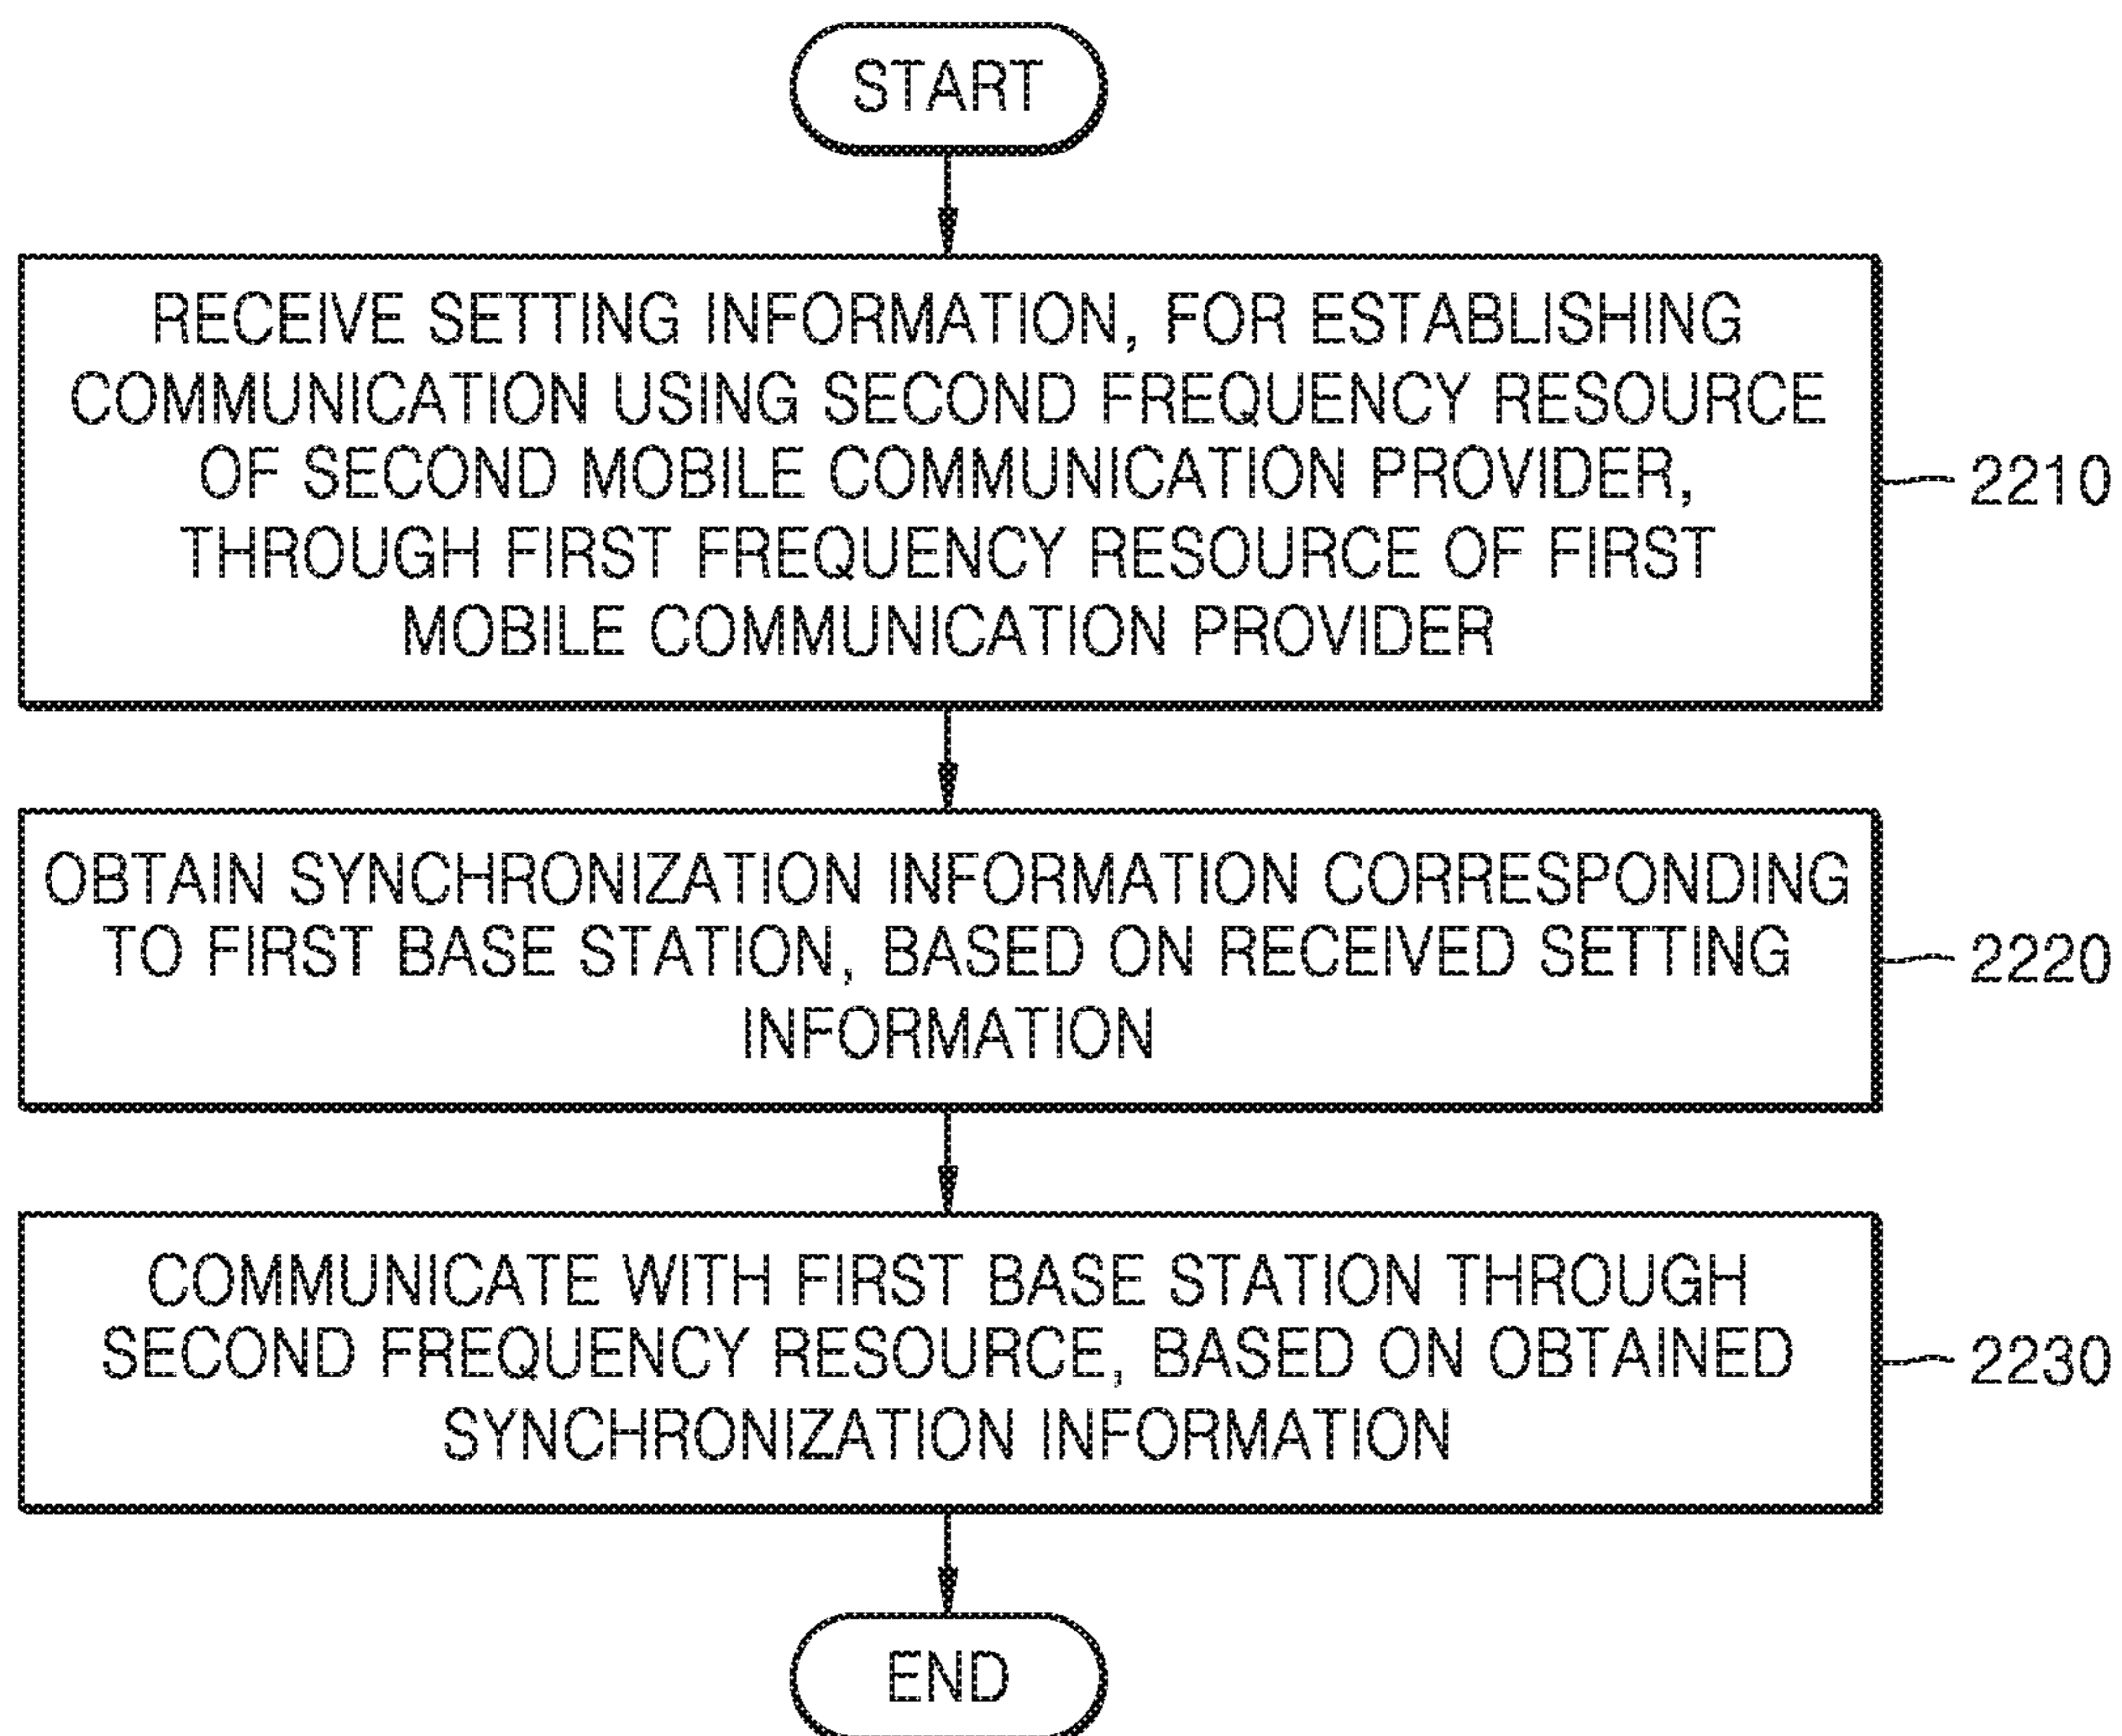 START
RECEIVE SETTING INFORMATION, FOR ESTABLISHING
COMMUNICATION USING SECOND FREQUENCY RESOURCE
OF SECOND MOBILE COMMUNICATION PROVIDER,
THROUGH FIRST FREQUENCY RESOURCE OF FIRST
MOBILE COMMUNICATION PROVIDER
2210
OBTAIN SYNCHRONIZATION INFORMATION CORRESPONDING
TO FIRST BASE STATION, BASED ON RECEIVED SETTING
INFORMATION
2220
COMMUNICATE WITH FIRST BASE STATION THROUGH
SECOND FREQUENCY RESOURCE, BASED ON OBTAINED
SYNCHRONIZATION INFORMATION
2230
END